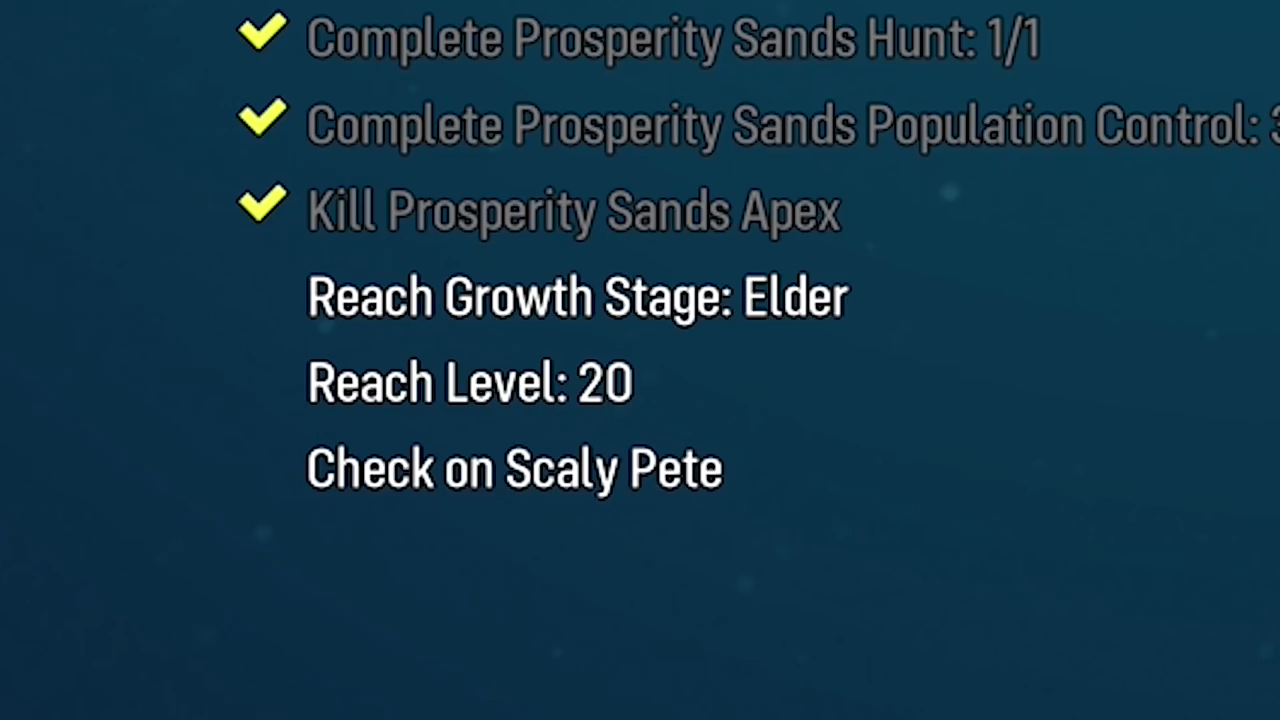 Complete Prosperity Sands Hunt: 1/1
Complete Prosperity Sands Population Control:
Kill Prosperity Sands Apex
Reach Growth Stage: Elder
Reach Level: 20
Check on Scaly Pete